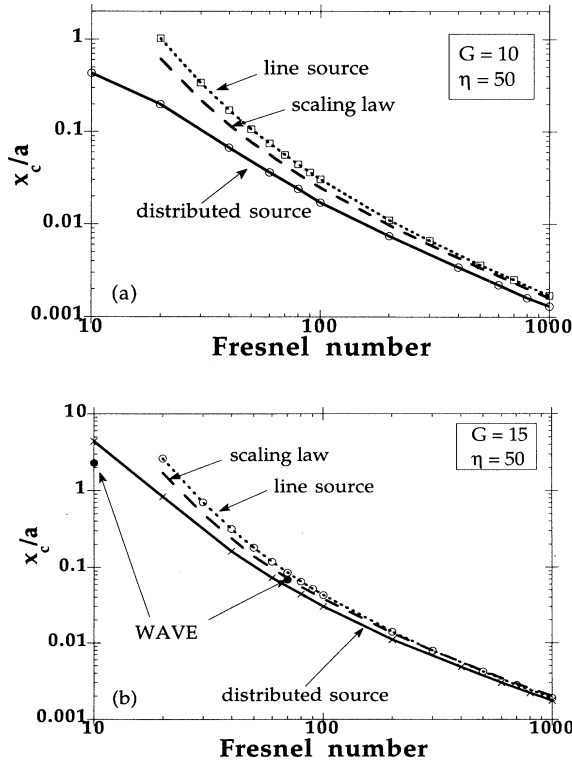 1
0.1
0.01
0.001
x_c/a
G = 10
η = 50
line source
scaling law
distributed source
(a)
10
100
1000
Fresnel number
10
1
0.1
0.01
0.001
x_c/a
G = 15
η = 50
scaling law
line source
WAVE
distributed source
(b)
10
100
1000
Fresnel number